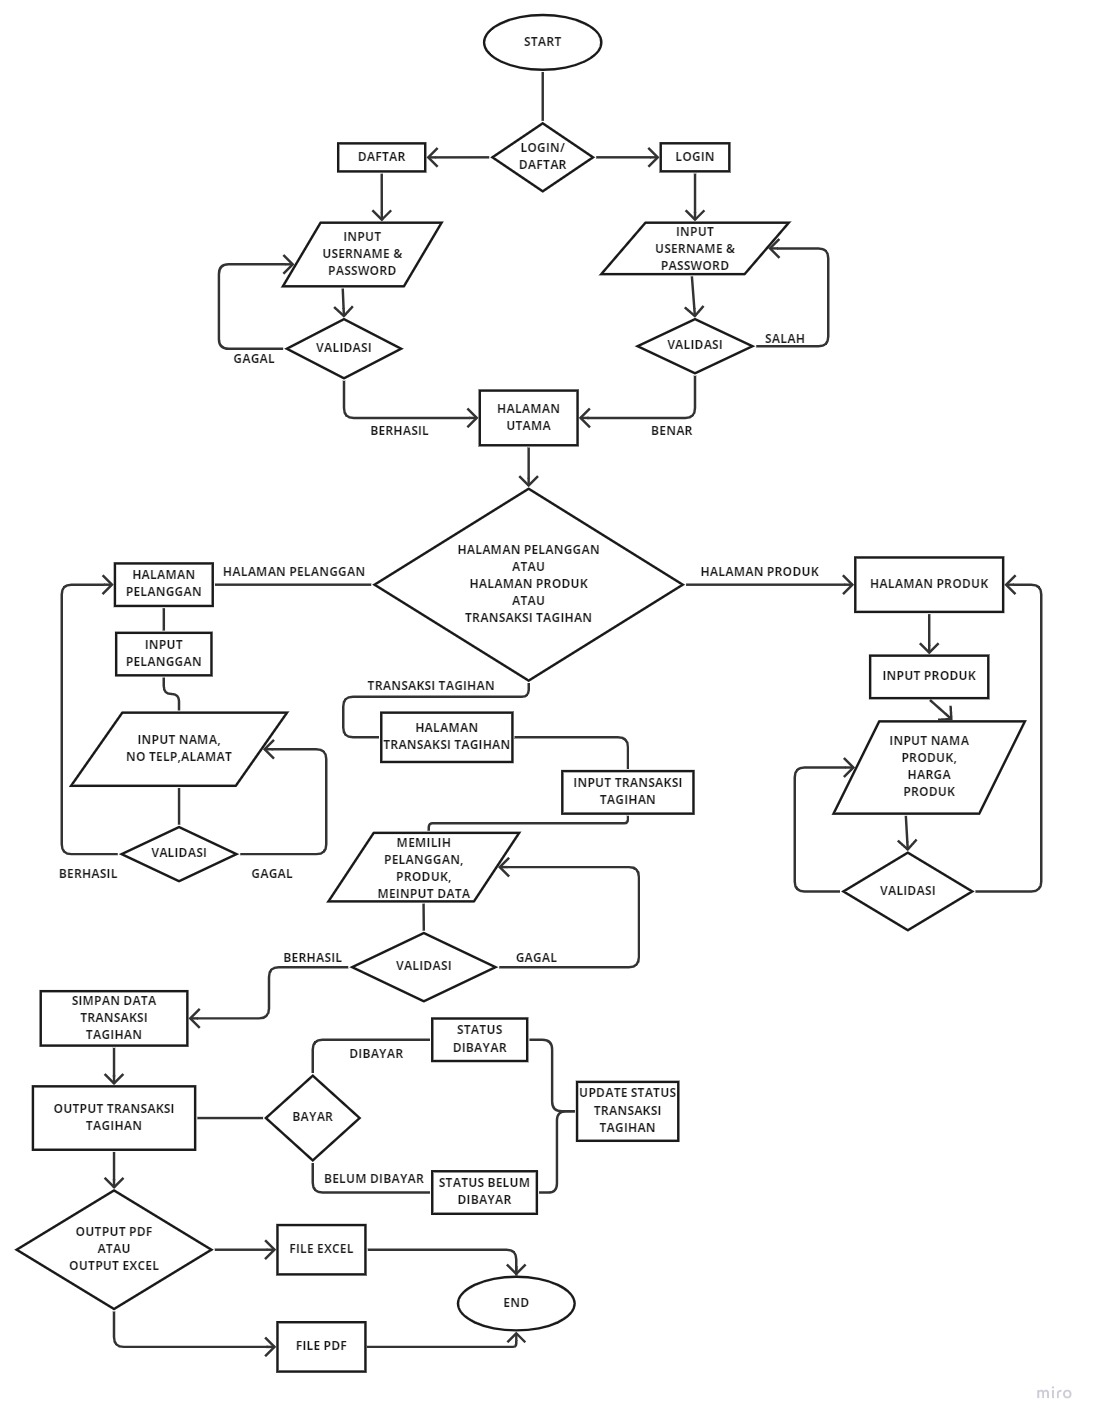 START
LOGIN/
DAFTAR
DAFTAR
LOGIN
INPUT
USERNAME &
PASSWORD
INPUT
USERNAME &
PASSWORD
VALIDASI
GAGAL
VALIDASI
SALAH
BERHASIL
HALAMAN
UTAMA
BENAR
HALAMAN PELANGGAN
ATAU
HALAMAN PRODUK
ATAU
TRANSAKSI TAGIHAN
HALAMAN PELANGGAN
HALAMAN
PELANGGAN
INPUT
PELANGGAN
INPUT NAMA,
NO TELP,ALAMAT
VALIDASI
BERHASIL
GAGAL
HALAMAN PRODUK
HALAMAN PRODUK
INPUT PRODUK
INPUT NAMA
PRODUK,
HARGA
PRODUK
VALIDASI
TRANSAKSI TAGIHAN
HALAMAN
TRANSAKSI TAGIHAN
INPUT TRANSAKSI
TAGIHAN
MEMILIH
PELANGGAN,
PRODUK,
MEINPUT DATA
VALIDASI
BERHASIL
GAGAL
SIMPAN DATA
TRANSAKSI
TAGIHAN
OUTPUT TRANSAKSI
TAGIHAN
BAYAR
DIBAYAR
STATUS
DIBAYAR
BELUM DIBAYAR
STATUS BELUM
DIBAYAR
UPDATE STATUS
TRANSAKSI
TAGIHAN
OUTPUT PDF
ATAU
OUTPUT EXCEL
FILE EXCEL
FILE PDF
END
miro